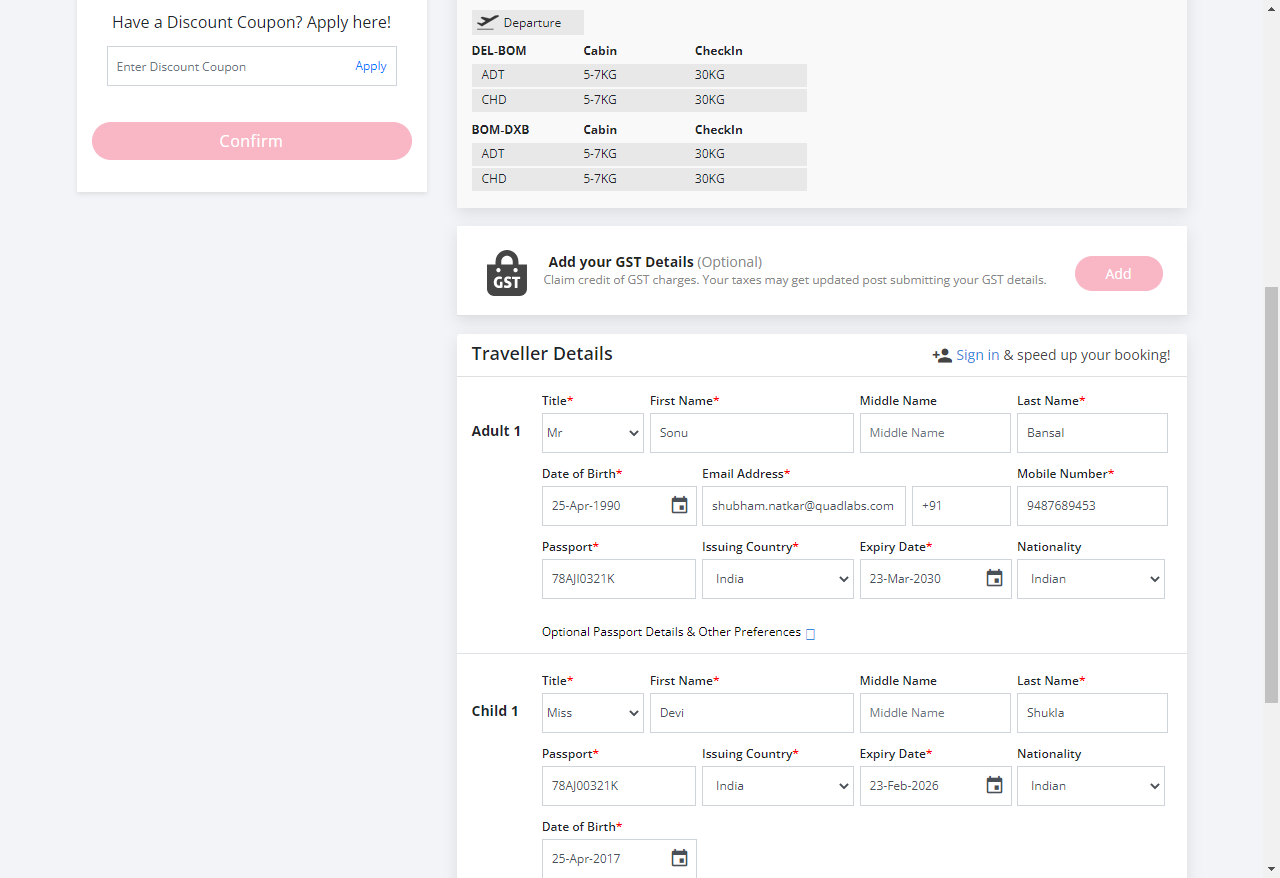 Have a Discount Coupon? Apply here!
Enter Discount Coupon Apply
Confirm
Departure
DEL-BOM Cabin CheckIn
ADT 5-7KG 30KG
CHD 5-7KG 30KG
BOM-DXB Cabin CheckIn
ADT 5-7KG 30KG
CHD 5-7KG 30KG
GST
Add your GST Details (Optional)
Claim credit of GST charges. Your taxes may get updated post submitting your GST details.
Add
Traveller Details
Sign in & speed up your booking!
Adult 1
Title* First Name* Middle Name Last Name*
Mr Sonu Middle Name Bansal
Date of Birth* Email Address* Mobile Number*
25-Apr-1990 shubham.natkar@quadlabs.com +91 9487689453
Passport* Issuing Country* Expiry Date* Nationality
78AJI0321K India 23-Mar-2030 Indian
Optional Passport Details & Other Preferences
Child 1
Title* First Name* Middle Name Last Name*
Miss Devi Middle Name Shukla
Passport* Issuing Country* Expiry Date* Nationality
78AJ00321K India 23-Feb-2026 Indian
Date of Birth*
25-Apr-2017